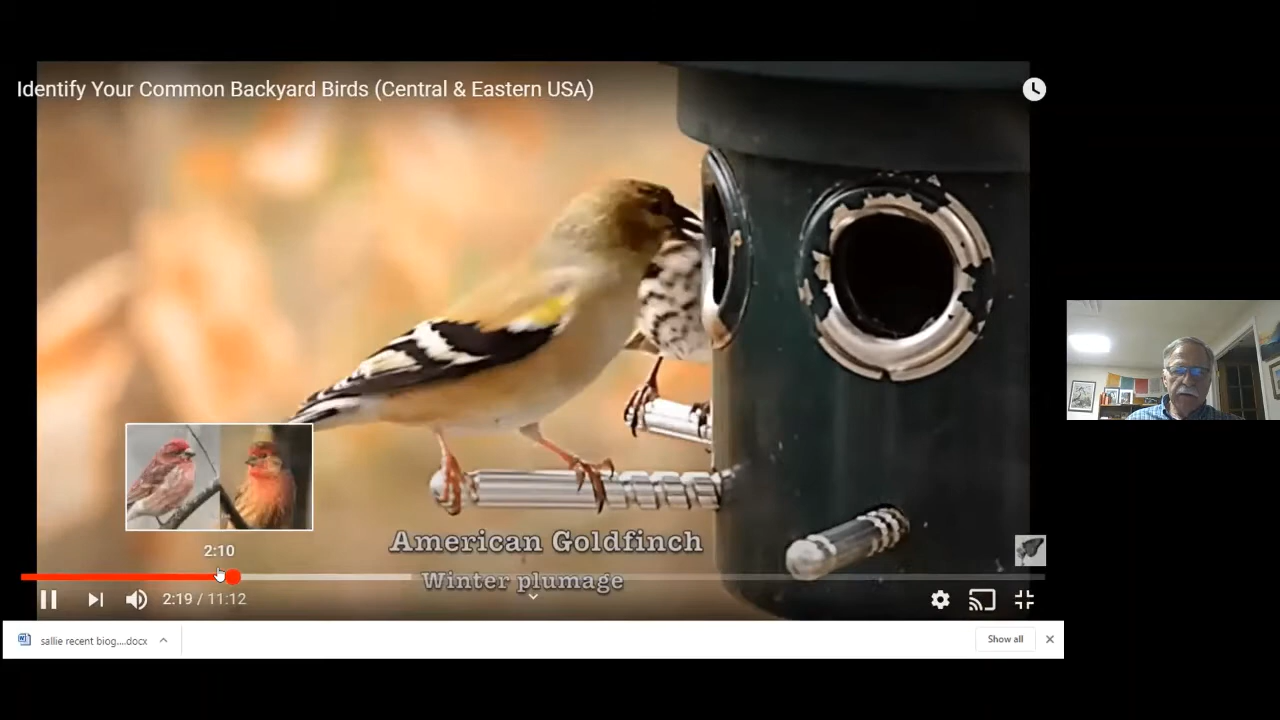 Identify Your Common Backyard Birds (Central & Eastern USA)
2:10
American Goldfinch
Winter plumage
2:19 / 11:12
sallie recent biog....docx
Show all